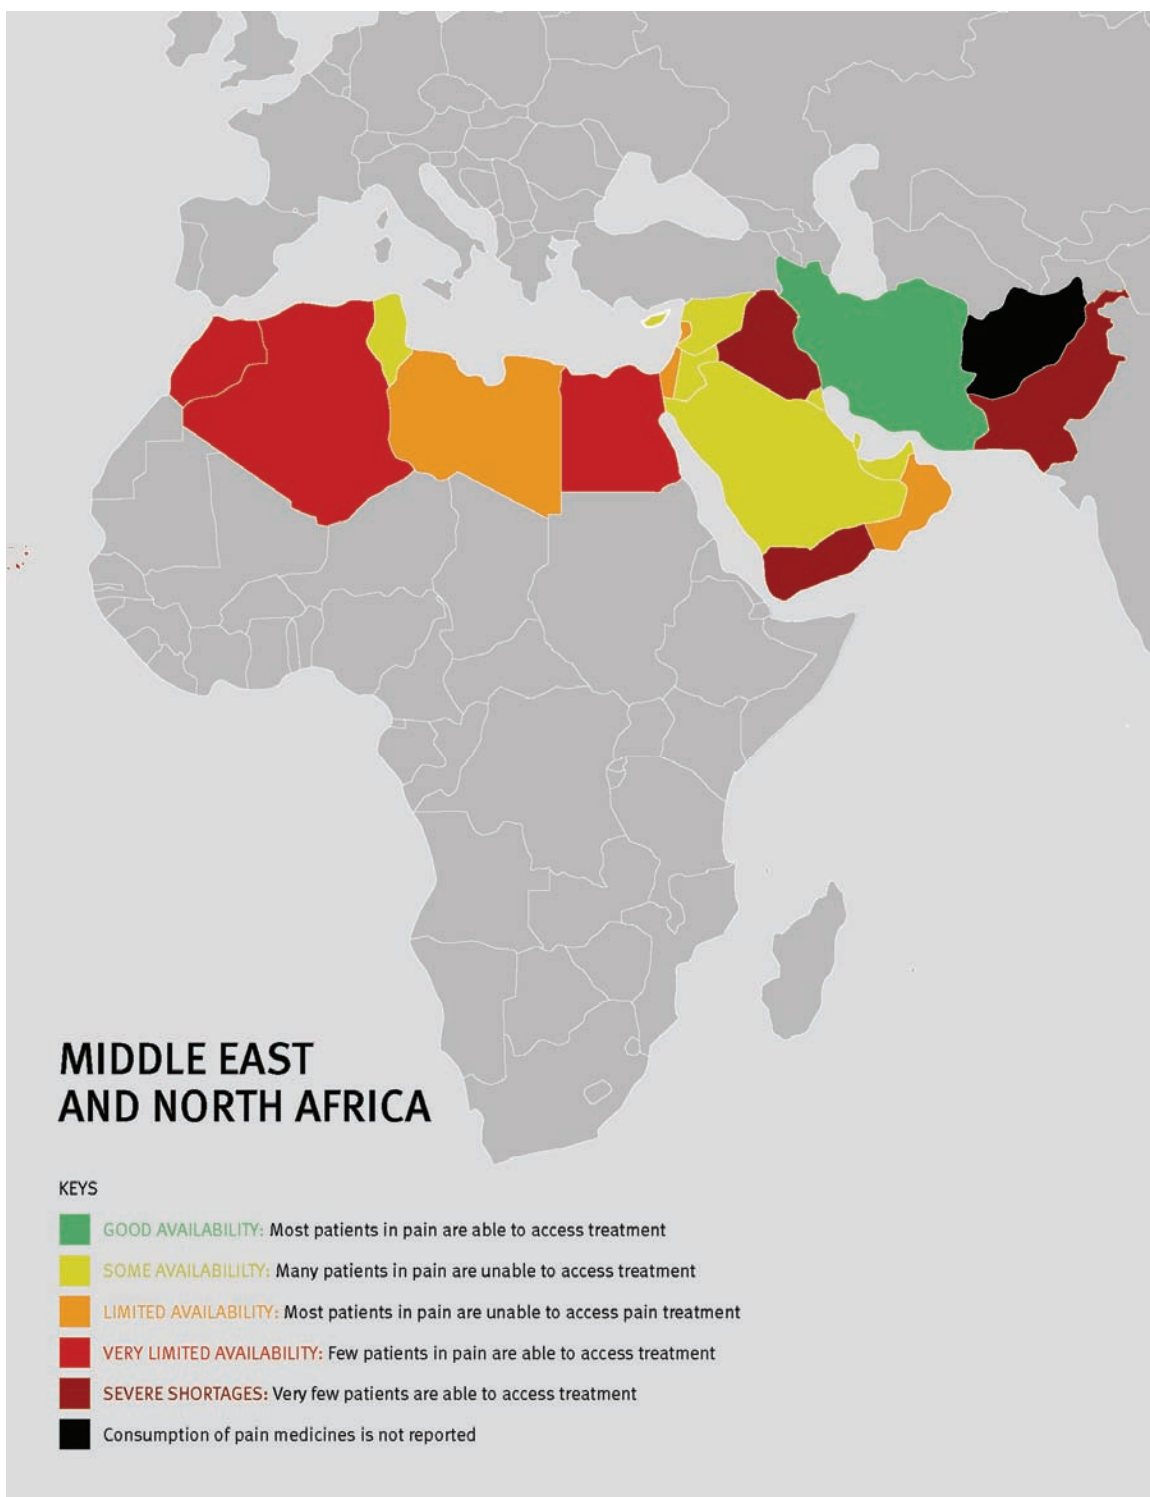 MIDDLE EAST
AND NORTH AFRICA
KEYS
GOOD AVAILABILITY: Most patients in pain are able to access treatment
SOME AVAILABILILTY: Many patients in pain are unable to access treatment
LIMITED AVAILABILITY: Most patients in pain are unable to access pain treatment
VERY LIMITED AVAILABILITY: Few patients in pain are able to access treatment
SEVERE SHORTAGES: Very few patients are able to access treatment
Consumption of pain medicines is not reported